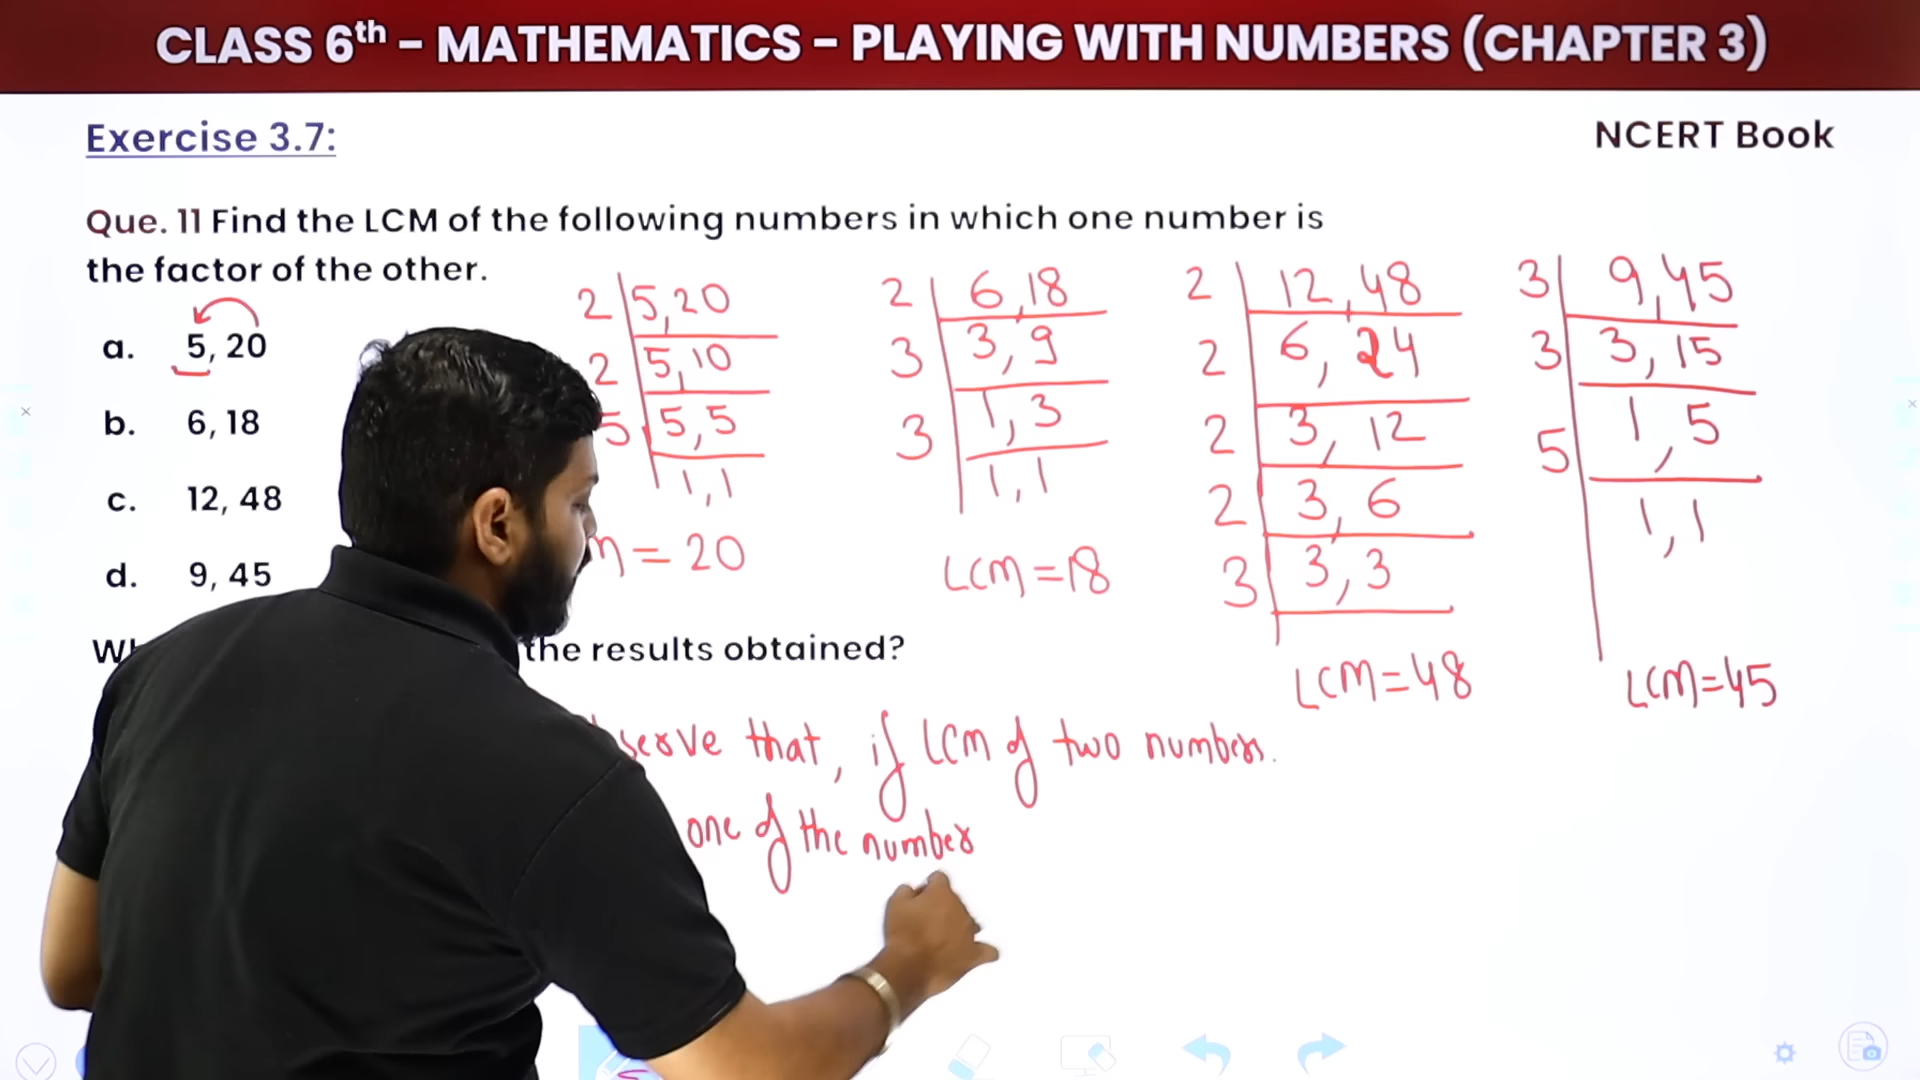 CLASS 6th - MATHEMATICS - PLAYING WITH NUMBERS (CHAPTER 3)
Exercise 3.7:
NCERT Book
Que. 11 Find the LCM of the following numbers in which one number is
the factor of the other.
a. 5, 20
b. 6, 18
c. 12, 48
d. 9, 45
2 5,20
2 5,10
5 5,5
1,1
= 20
2 6,18
3 3,9
3 1,3
1,1
LCM=18
2 12,48
2 6,24
2 3,12
2 3,6
3 3,3
LCM=48
3 9,45
3 3,15
5 1,5
1,1
LCM=45
the results obtained?
that, if LCM of two numbers.
one of the number